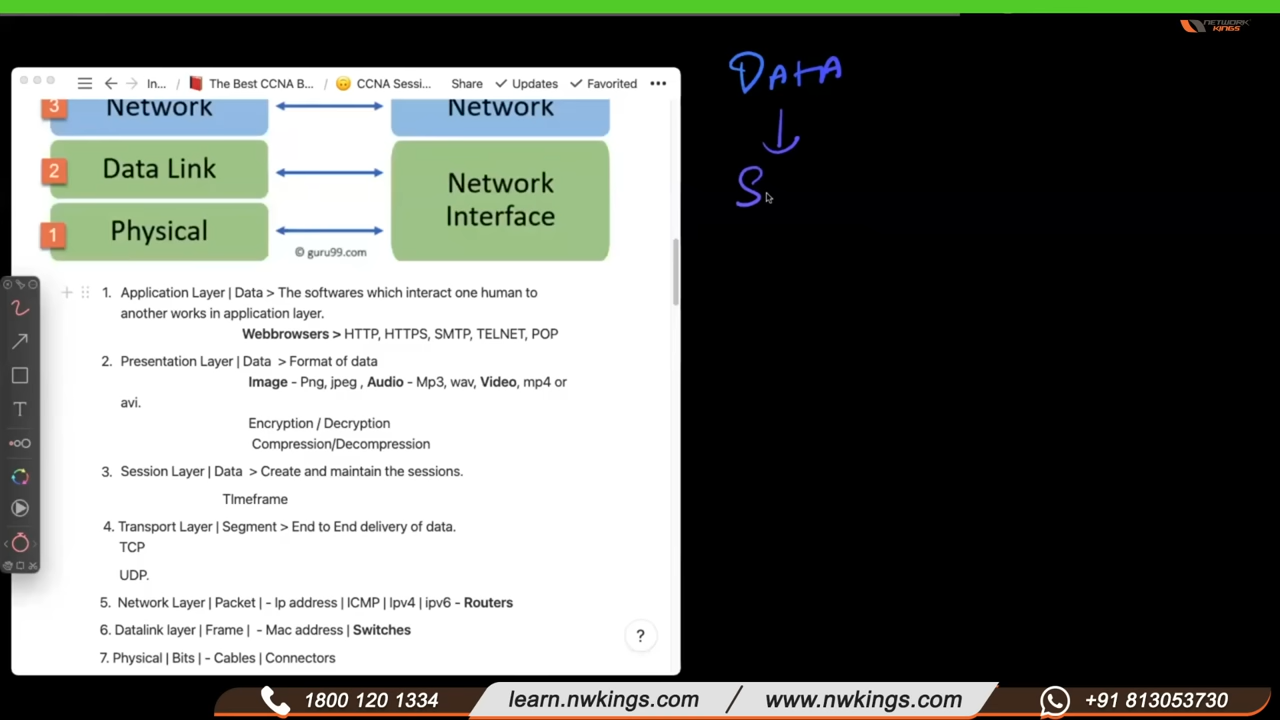 NETWORK
KINGS
DATA
S
In... / The Best CCNA B... / CCNA Sessi... Share Updates Favorited •••
3 Network Network
2 Data Link
Network
Interface
1 Physical
© guru99.com
1. Application Layer | Data > The softwares which interact one human to
another works in application layer.
Webbrowsers > HTTP, HTTPS, SMTP, TELNET, POP
2. Presentation Layer | Data > Format of data
Image - Png, jpeg , Audio - Mp3, wav, Video, mp4 or
avi.
Encryption / Decryption
Compression/Decompression
3. Session Layer | Data > Create and maintain the sessions.
TImeframe
4. Transport Layer | Segment > End to End delivery of data.
TCP
UDP.
5. Network Layer | Packet | - Ip address | ICMP | Ipv4 | ipv6 - Routers
6. Datalink layer | Frame | - Mac address | Switches
7. Physical | Bits | - Cables | Connectors
?
T
1800 120 1334 learn.nwkings.com / www.nwkings.com +91 813053730